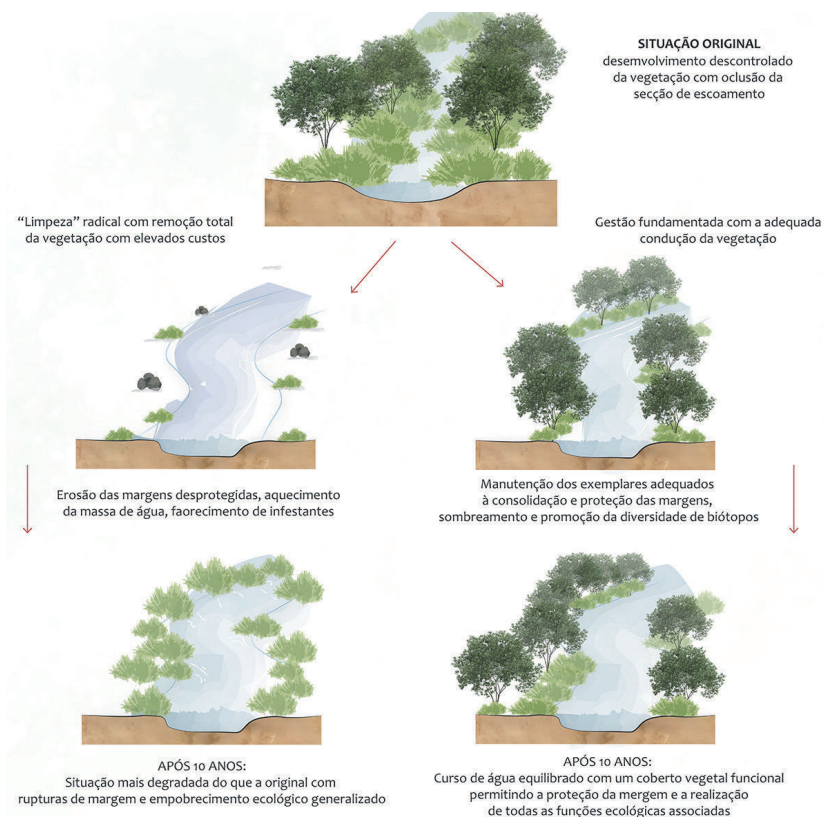 SITUAÇÃO ORIGINAL
desenvolvimento descontrolado
da vegetação com oclusão da
secção de escoamento
“Limpeza” radical com remoção total
da vegetação com elevados custos
Gestão fundamentada com a adequada
condução da vegetação
Erosão das margens desprotegidas, aquecimento
da massa de água, faorecimento de infestantes
Manutenção dos exemplares adequados
à consolidação e proteção das margens,
sombreamento e promoção da diversidade de biótopos
APÓS 10 ANOS:
Situação mais degradada do que a original com
rupturas de margem e empobrecimento ecológico generalizado
APÓS 10 ANOS:
Curso de água equilibrado com um coberto vegetal funcional
permitindo a proteção da mergem e a realização
de todas as funções ecológicas associadas